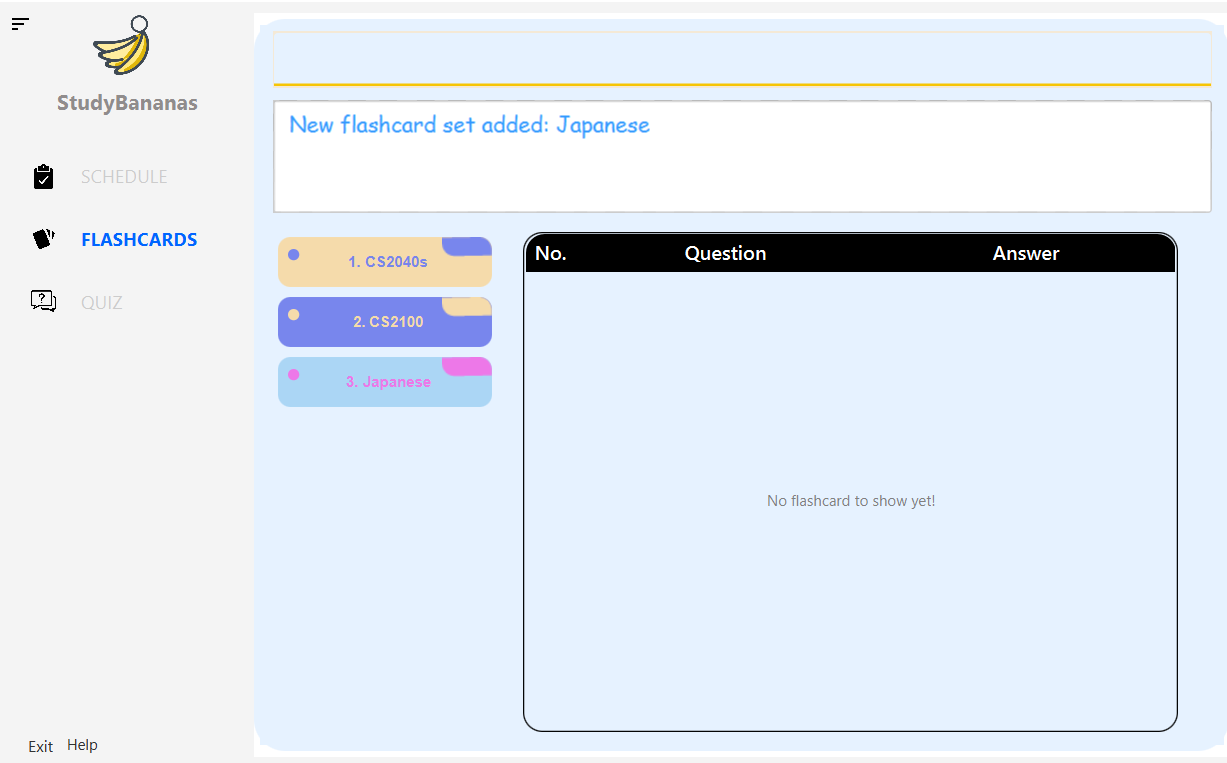 StudyBananas
SCHEDULE
FLASHCARDS
QUIZ
Exit Help
New flashcard set added: Japanese
1. CS2040s
2. CS2100
3. Japanese
No. Question Answer
No flashcard to show yet!